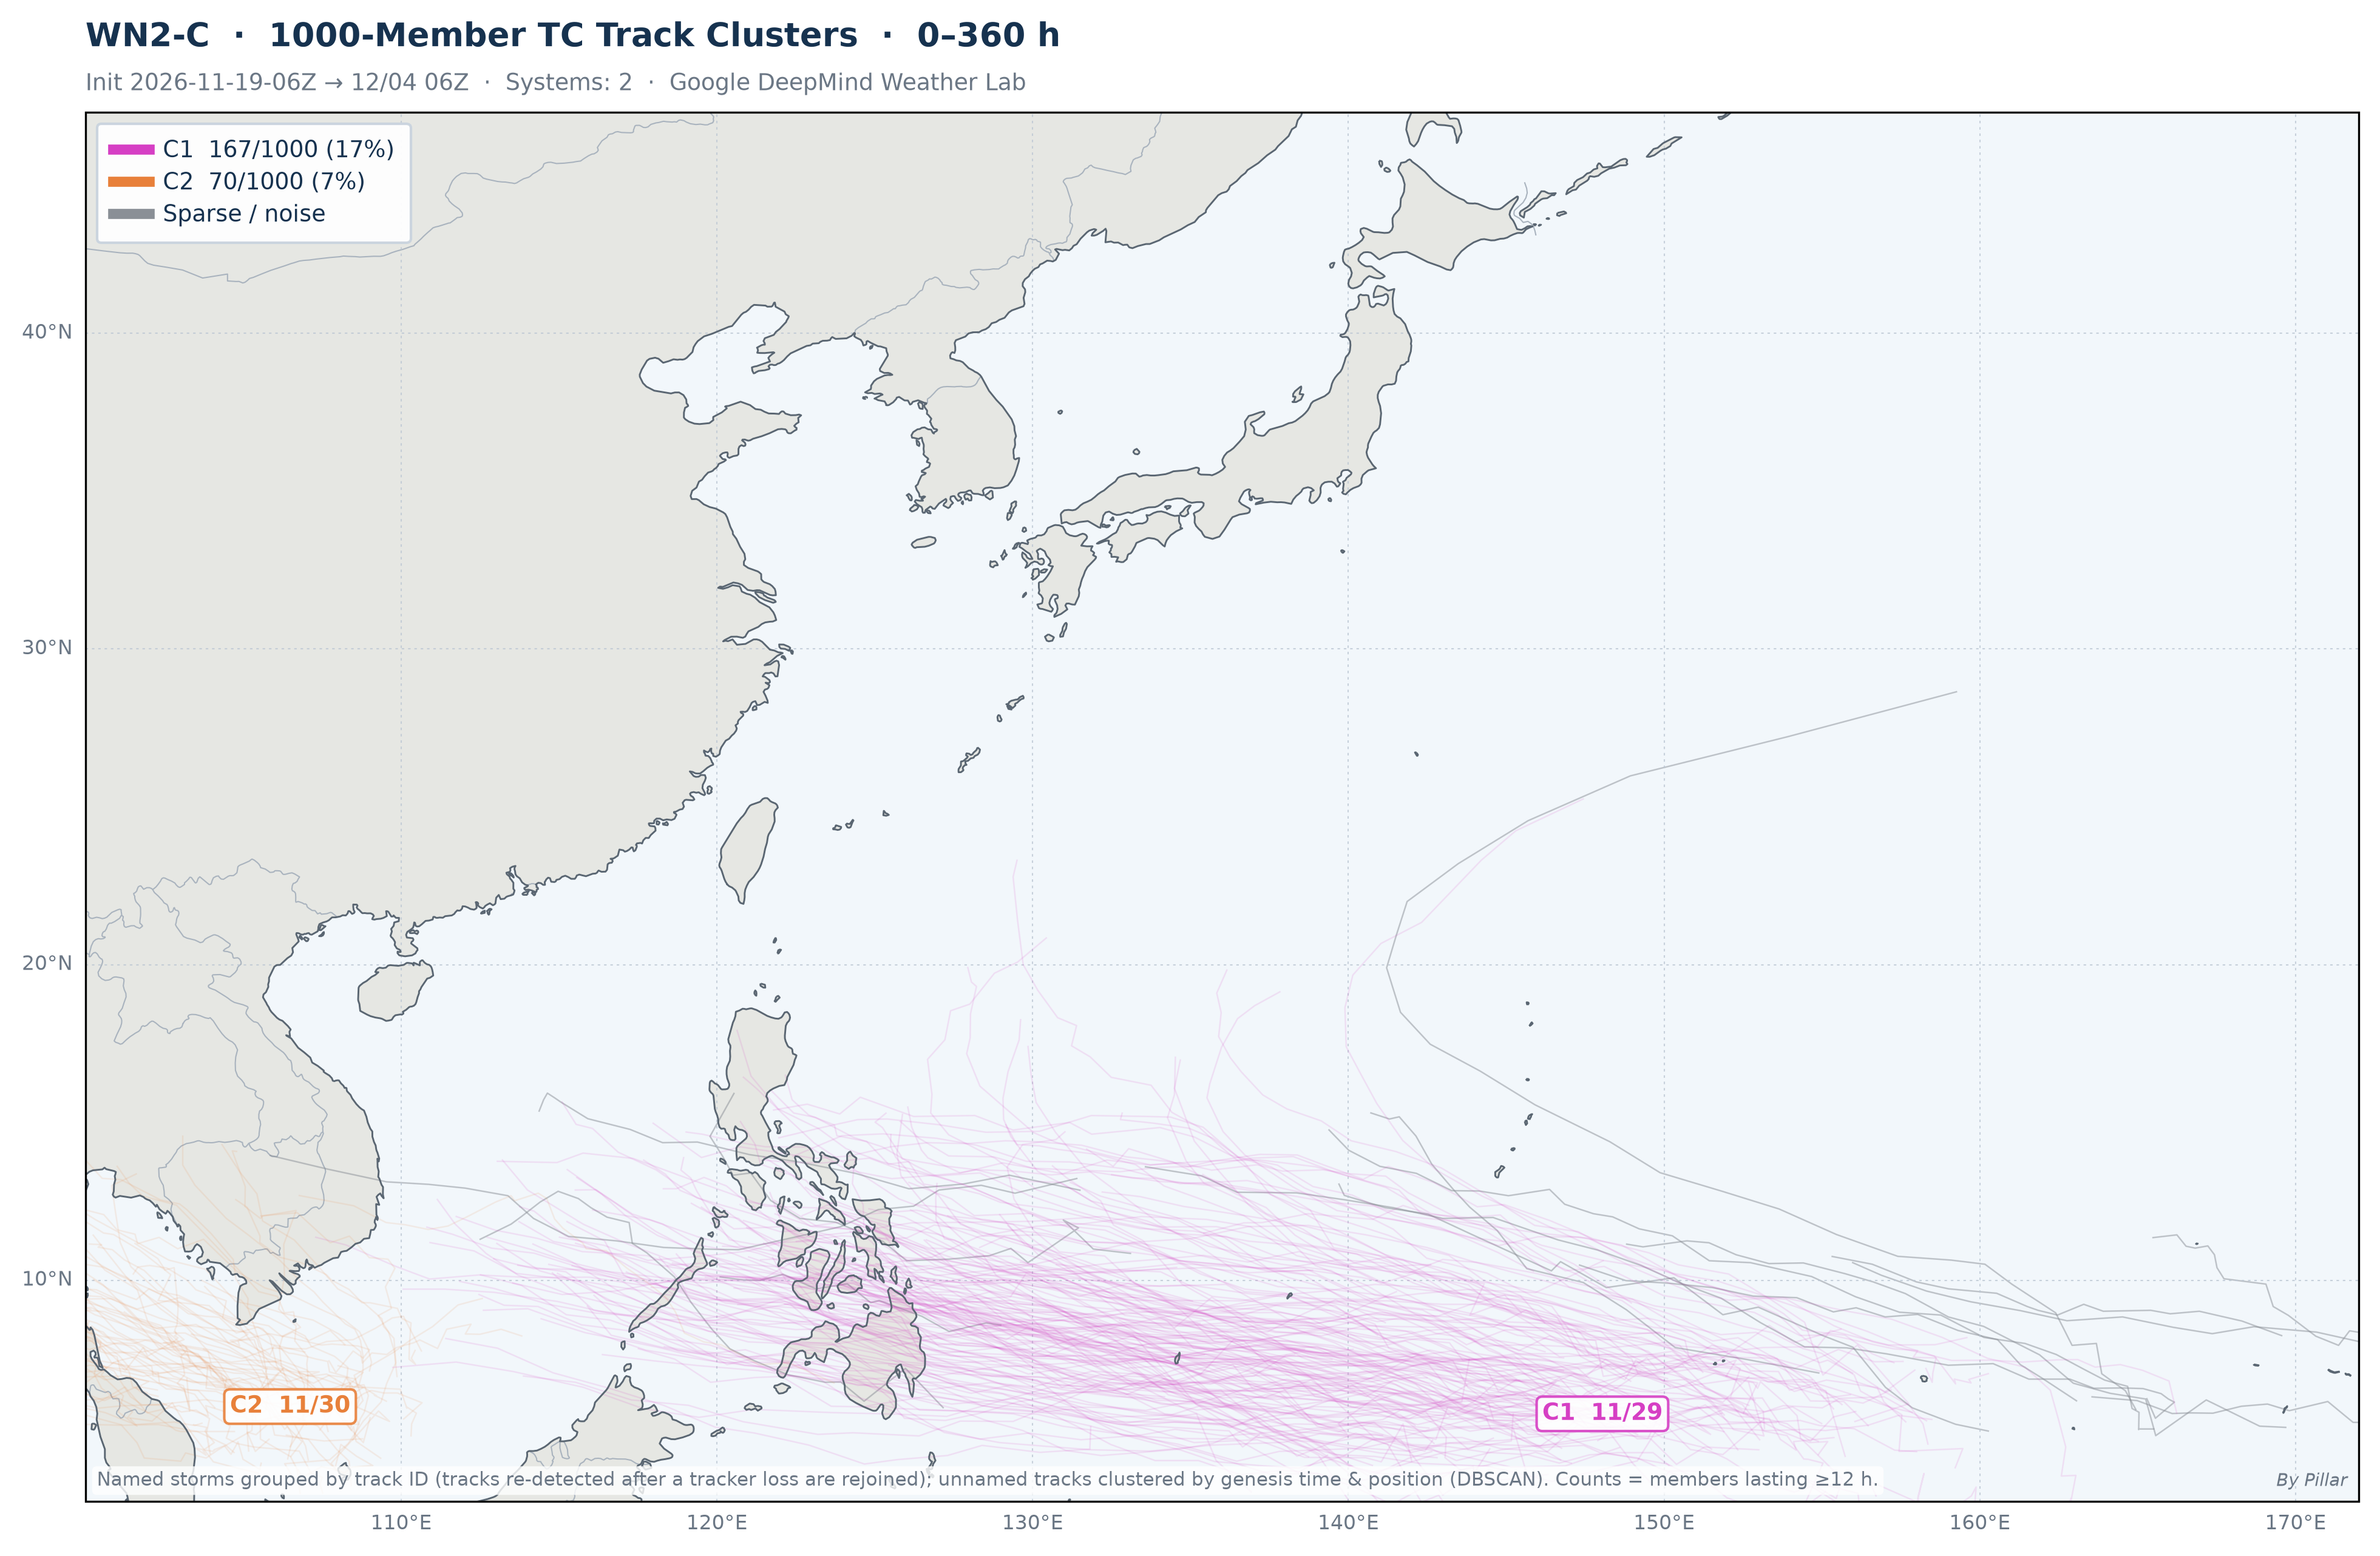 WN2-C · 1000-Member TC Track Clusters · 0–360 h
Init 2026-11-19-06Z → 12/04 06Z · Systems: 2 · Google DeepMind Weather Lab
C1 167/1000 (17%)
C2 70/1000 (7%)
Sparse / noise
40°N
30°N
20°N
10°N
C2 11/30
C1 11/29
Named storms grouped by track ID (tracks re-detected after a tracker loss are rejoined); unnamed tracks clustered by genesis time & position (DBSCAN). Counts = members lasting ≥12 h.
By Pillar
110°E
120°E
130°E
140°E
150°E
160°E
170°E